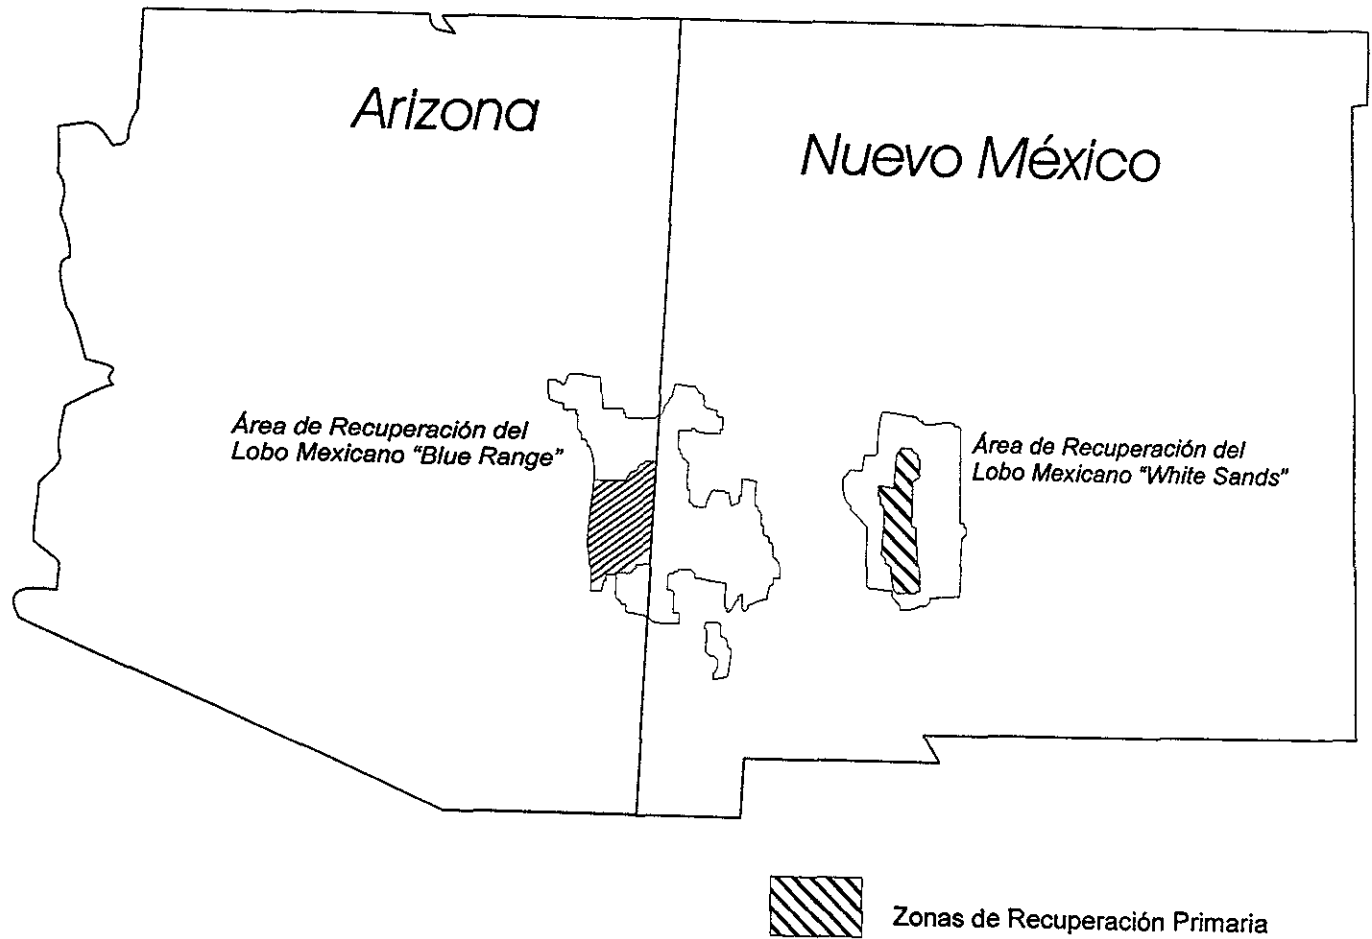 Arizona
Nuevo México
Área de Recuperación del
Lobo Mexicano "Blue Range"
Área de Recuperación del
Lobo Mexicano "White Sands"
Zonas de Recuperación Primaria